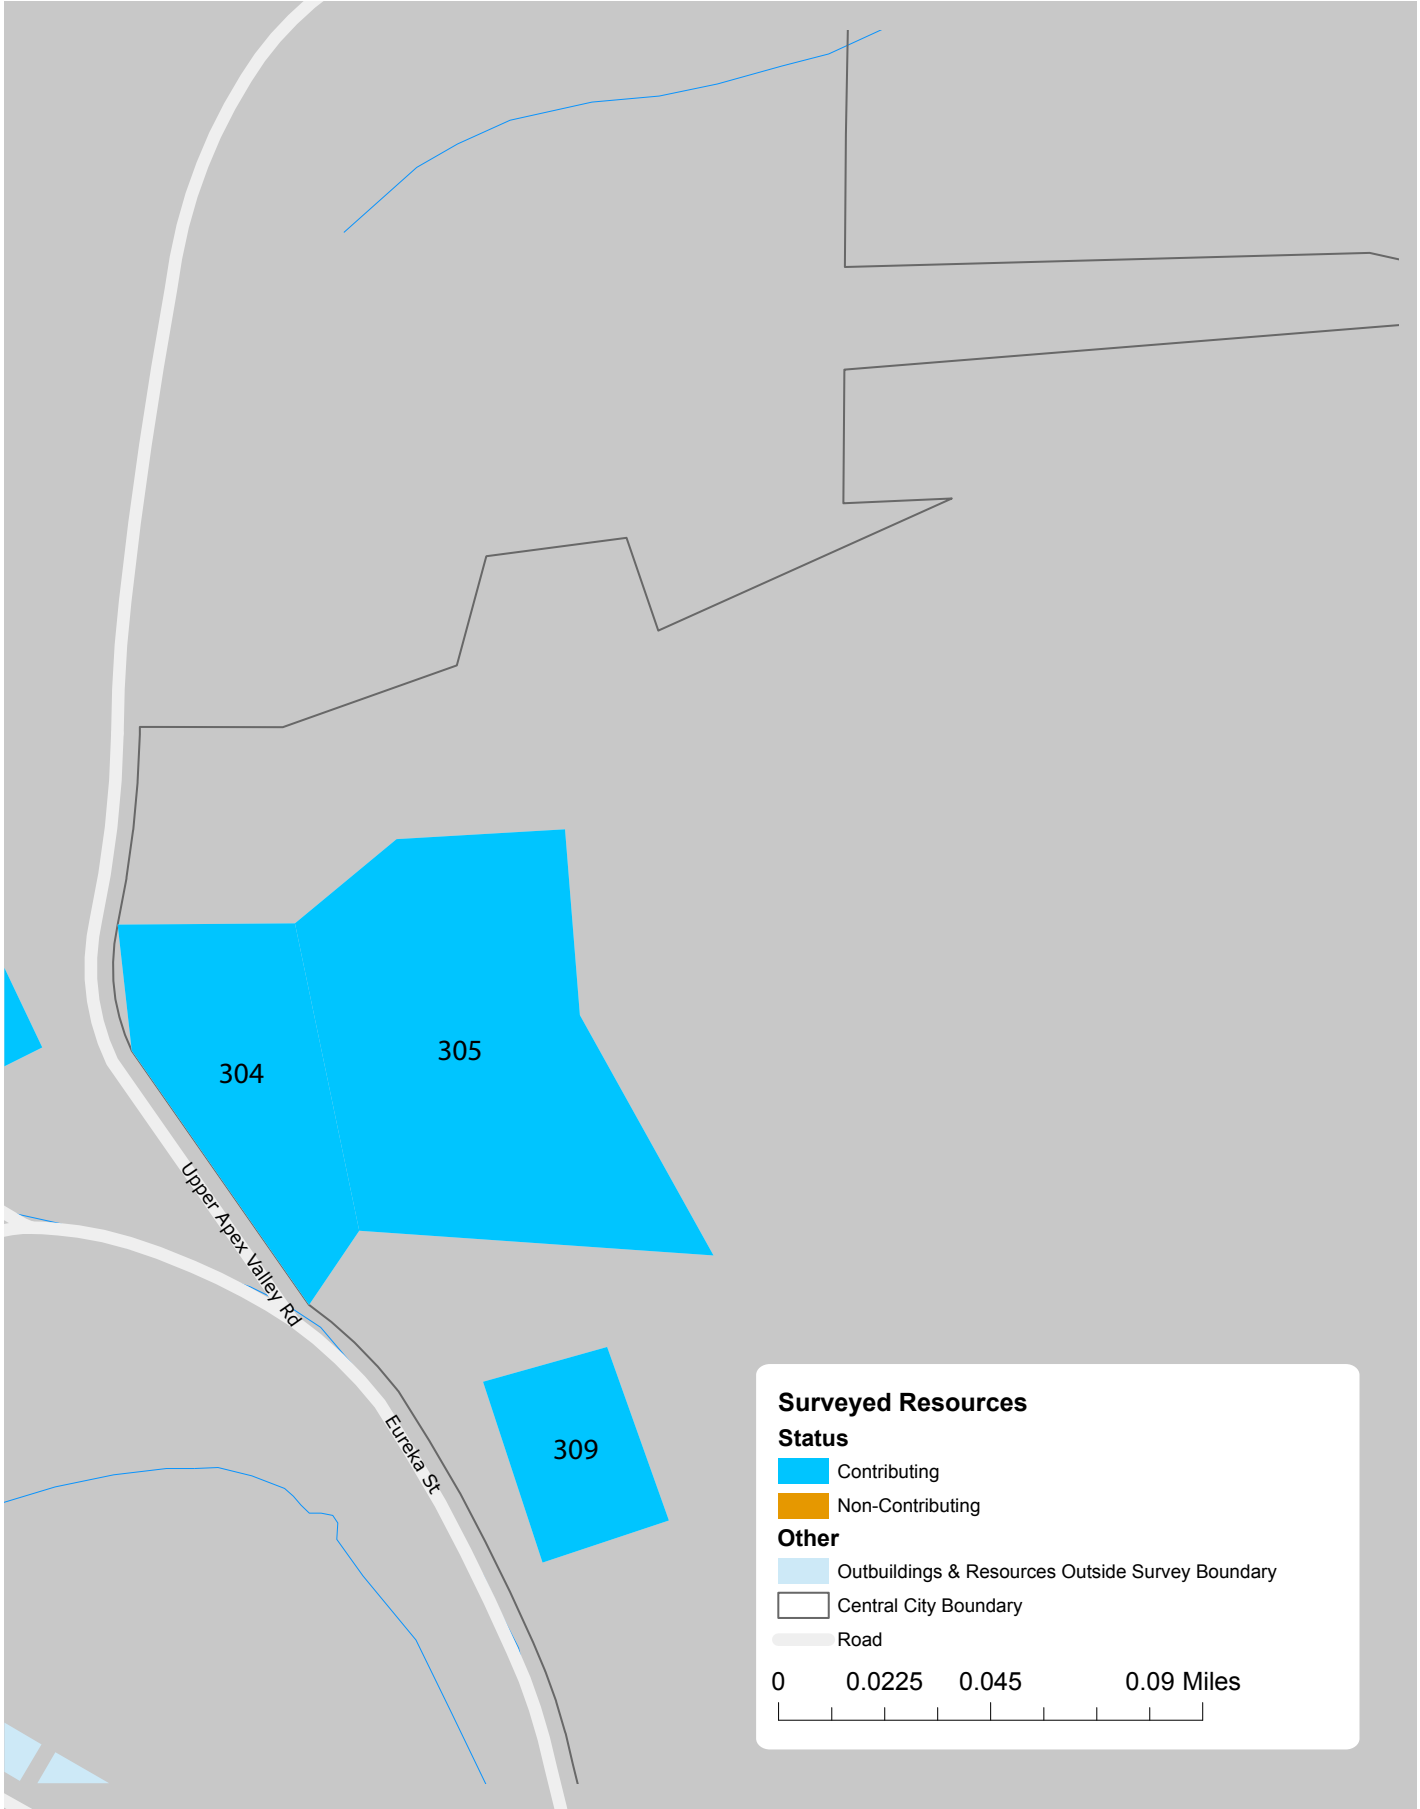 305
304
Upper Apex Valley Rd
Eureka St
309
Surveyed Resources
Status
Contributing
Non-Contributing
Other
Outbuildings & Resources Outside Survey Boundary
Central City Boundary
Road
0 0.0225 0.045 0.09 Miles